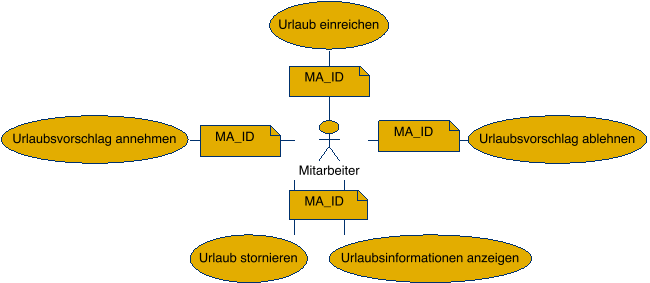 Urlaub einreichen
MA_ID
Urlaubsvorschlag annehmen
MA_ID
MA_ID
Urlaubsvorschlag ablehnen
Mitarbeiter
MA_ID
Urlaub stornieren
Urlaubsinformationen anzeigen